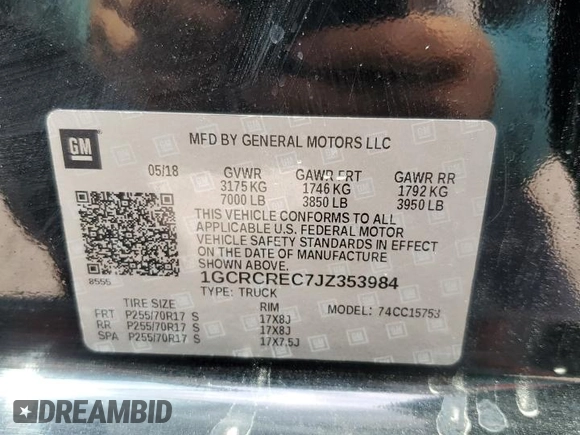 GM
MFD BY GENERAL MOTORS LLC
05/18 GVWR GAWR FRT GAWR RR
3175 KG 1746 KG 1792 KG
7000 LB 3850 LB 3950 LB
THIS VEHICLE CONFORMS TO ALL
APPLICABLE U.S. FEDERAL MOTOR
VEHICLE SAFETY STANDARDS IN EFFECT
ON THE DATE OF MANUFACTURE
SHOWN ABOVE.
8555
1GCRCREC7JZ353984
TYPE: TRUCK
TIRE SIZE RIM MODEL: 74CC15753
FRT P255/70R17 S 17X8J
RR P255/70R17 S 17X8J
SPA P255/70R17 S 17X7.5J
DREAMBID